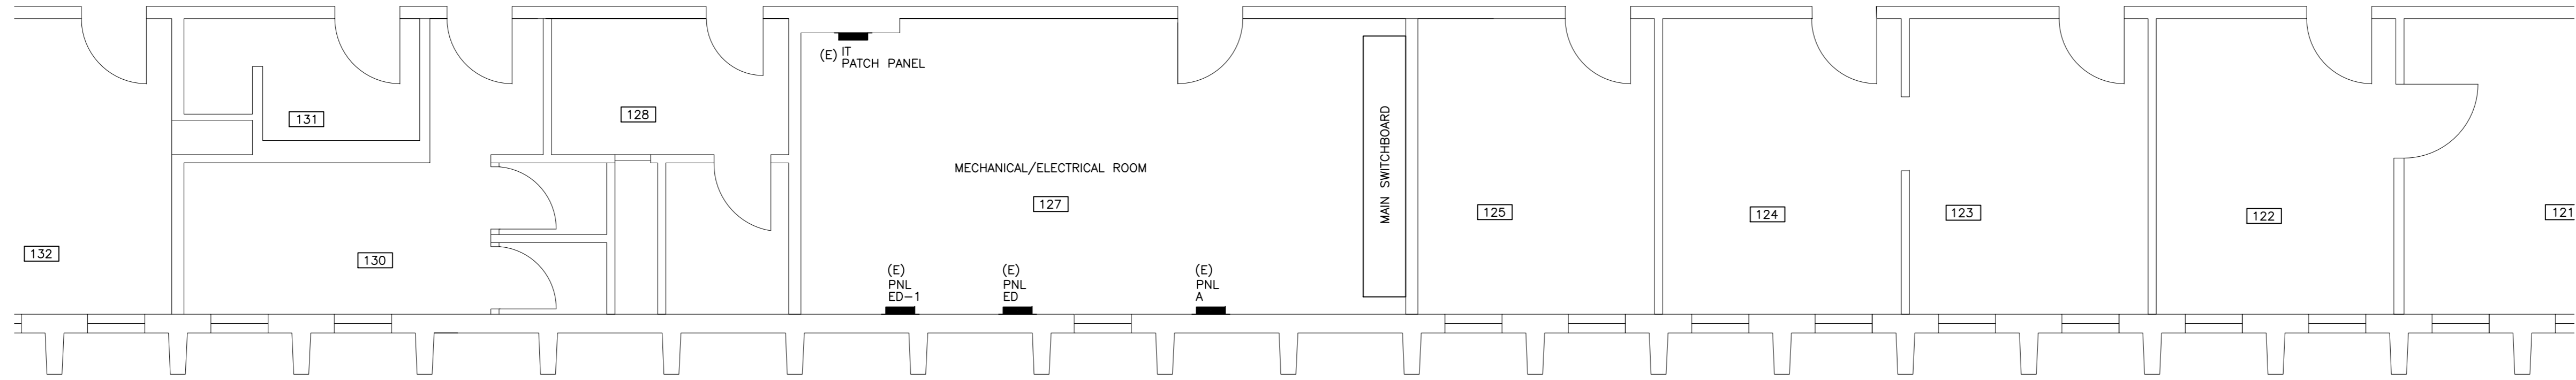 (E) IT
PATCH PANEL
131
128
MAIN SWITCHBOARD
MECHANICAL/ELECTRICAL ROOM
127
125
124
123
122
121
132
130
(E)
PNL
ED-1
(E)
PNL
ED
(E)
PNL
A